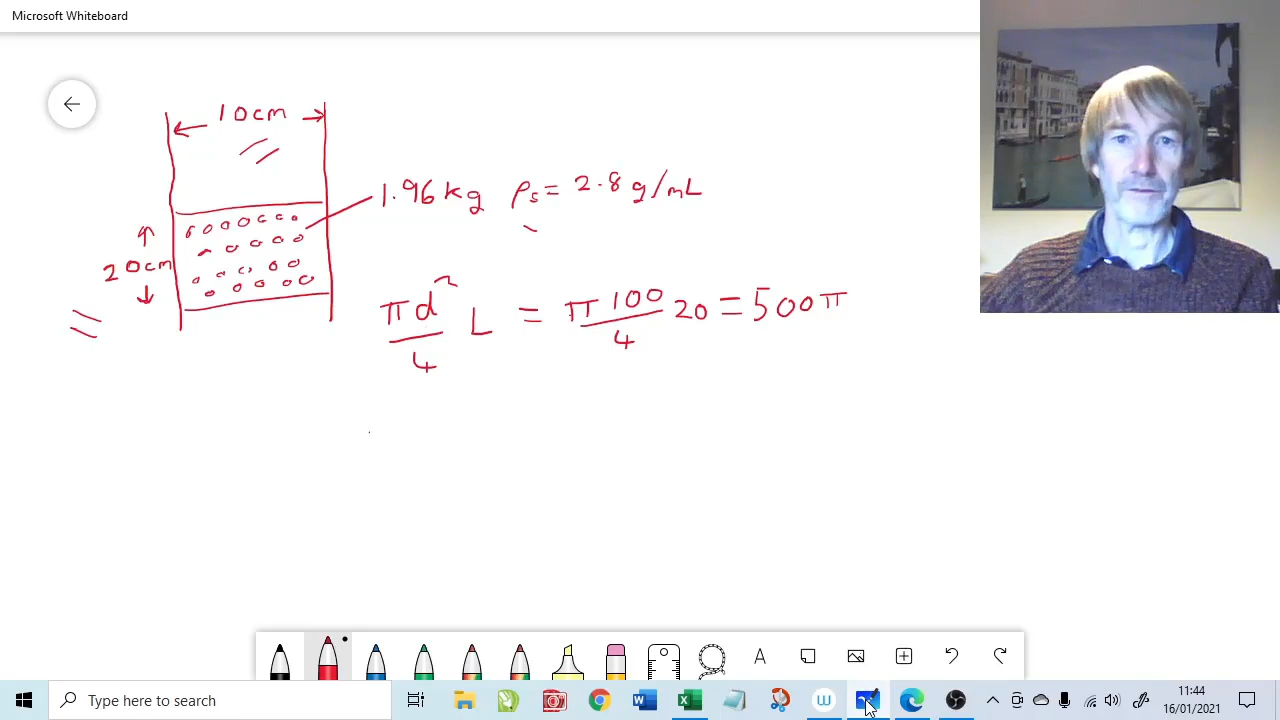 Microsoft Whiteboard
10cm
1.96 kg ρs = 2.8 g/mL
20cm
πd²/4 L = π100/4 20 = 500π
A
Type here to search
11:44
16/01/2021